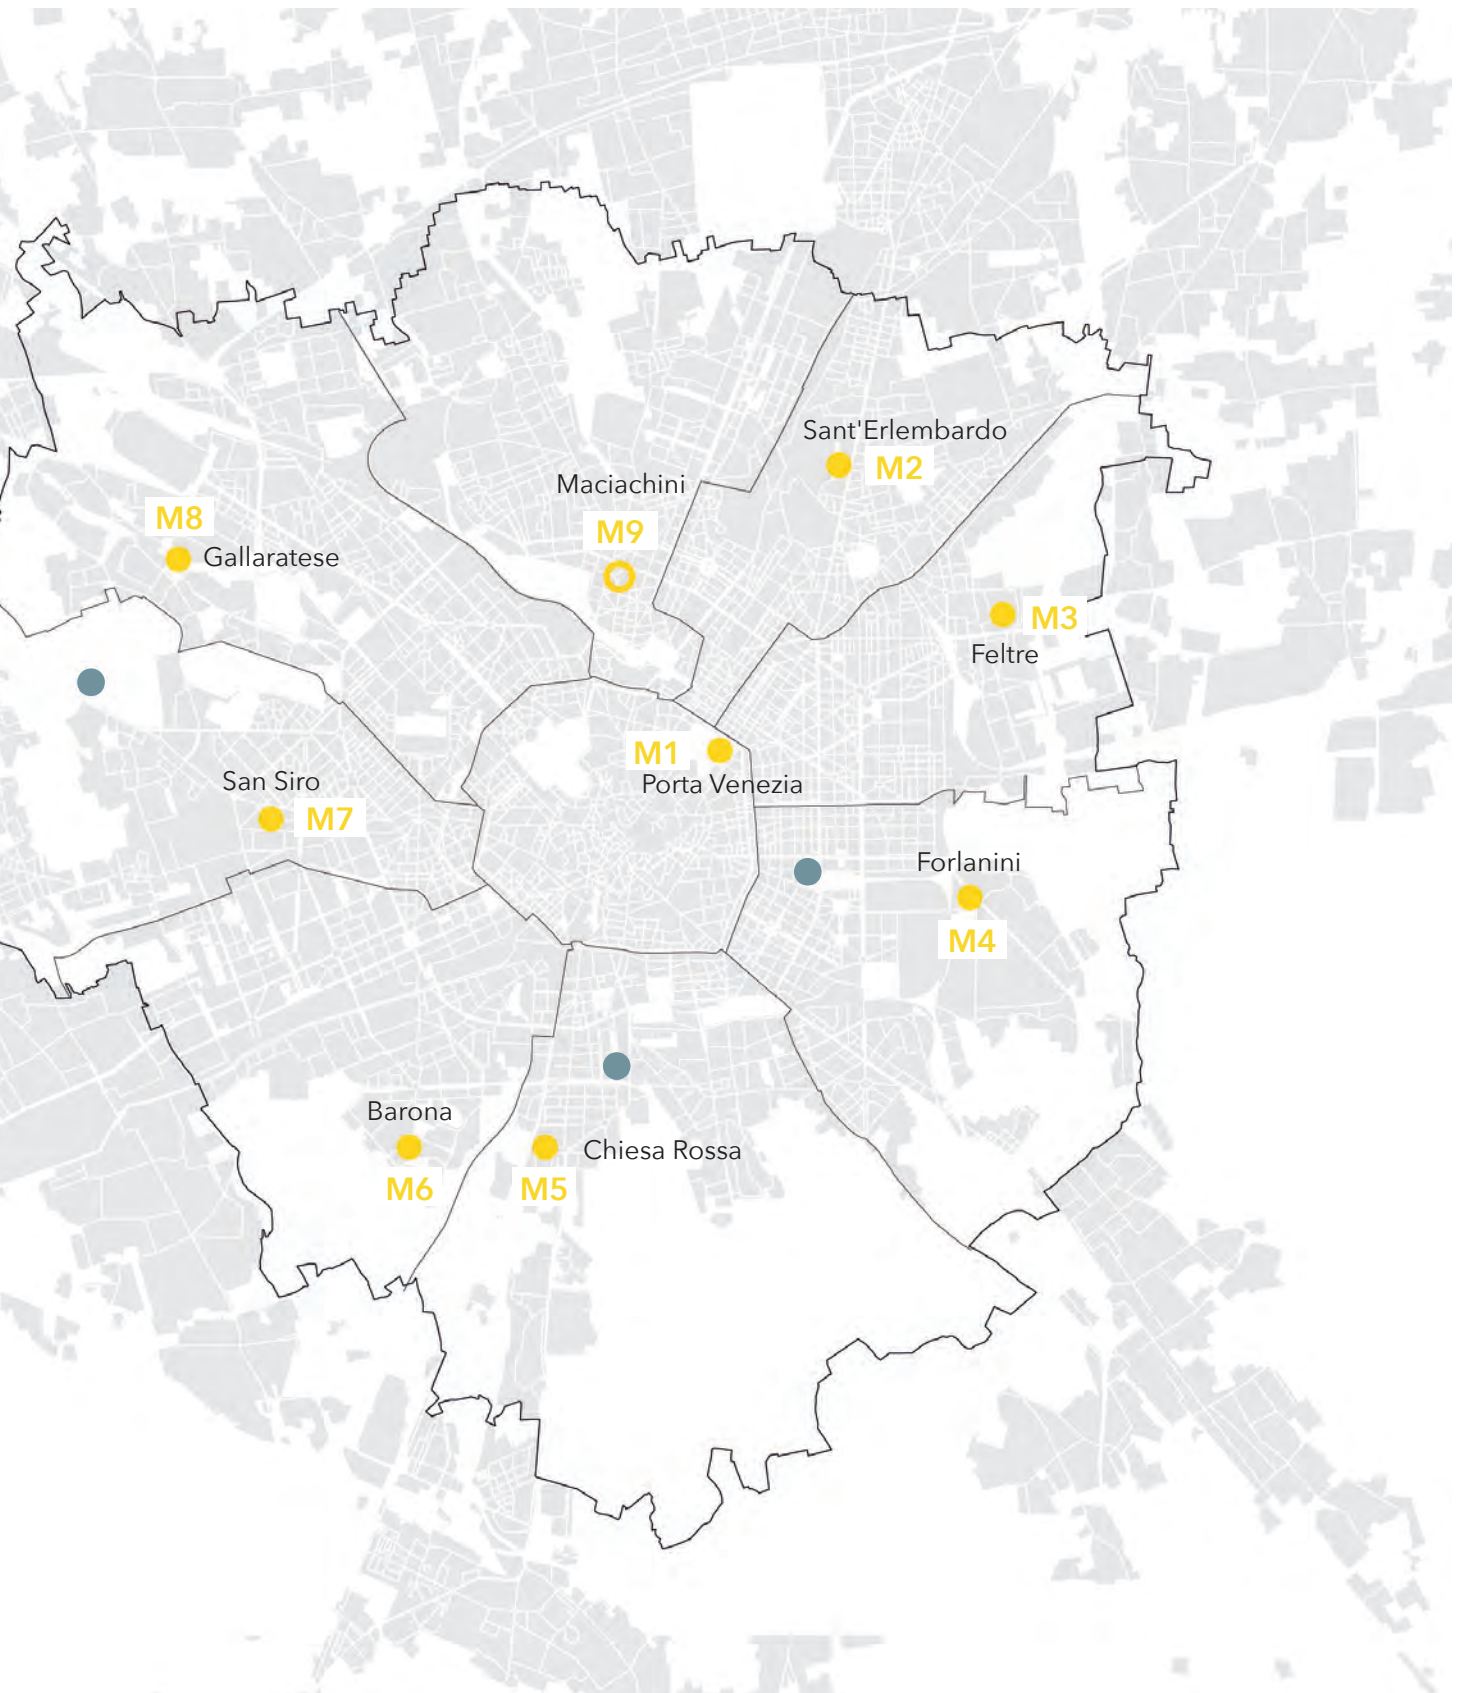 Sant'Erlembardo
M2
Maciachini
M9
M8
Gallaratese
M3
Feltre
M1
Porta Venezia
San Siro
M7
Forlanini
M4
Barona
M6
Chiesa Rossa
M5